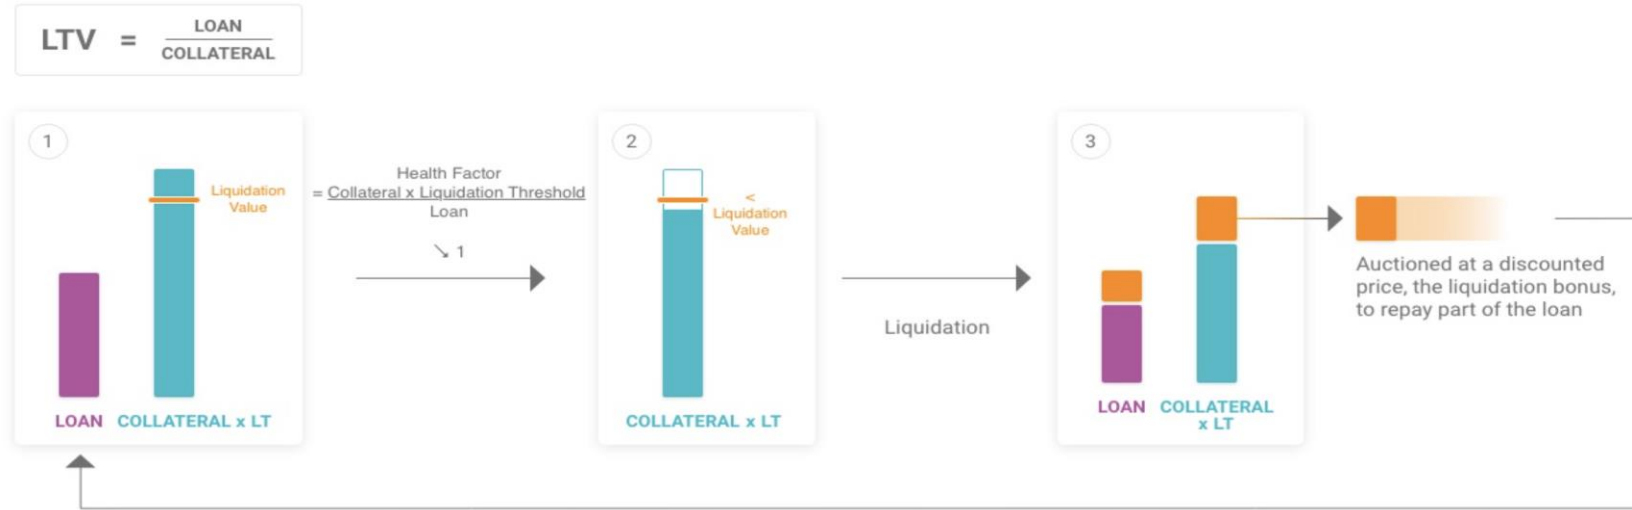 LTV = LOAN
COLLATERAL
1
Liquidation
Value
LOAN COLLATERAL x LT
Health Factor
= Collateral x Liquidation Threshold
Loan
↘ 1
2
<
Liquidation
Value
COLLATERAL x LT
Liquidation
3
LOAN COLLATERAL
x LT
Auctioned at a discounted
price, the liquidation bonus,
to repay part of the loan